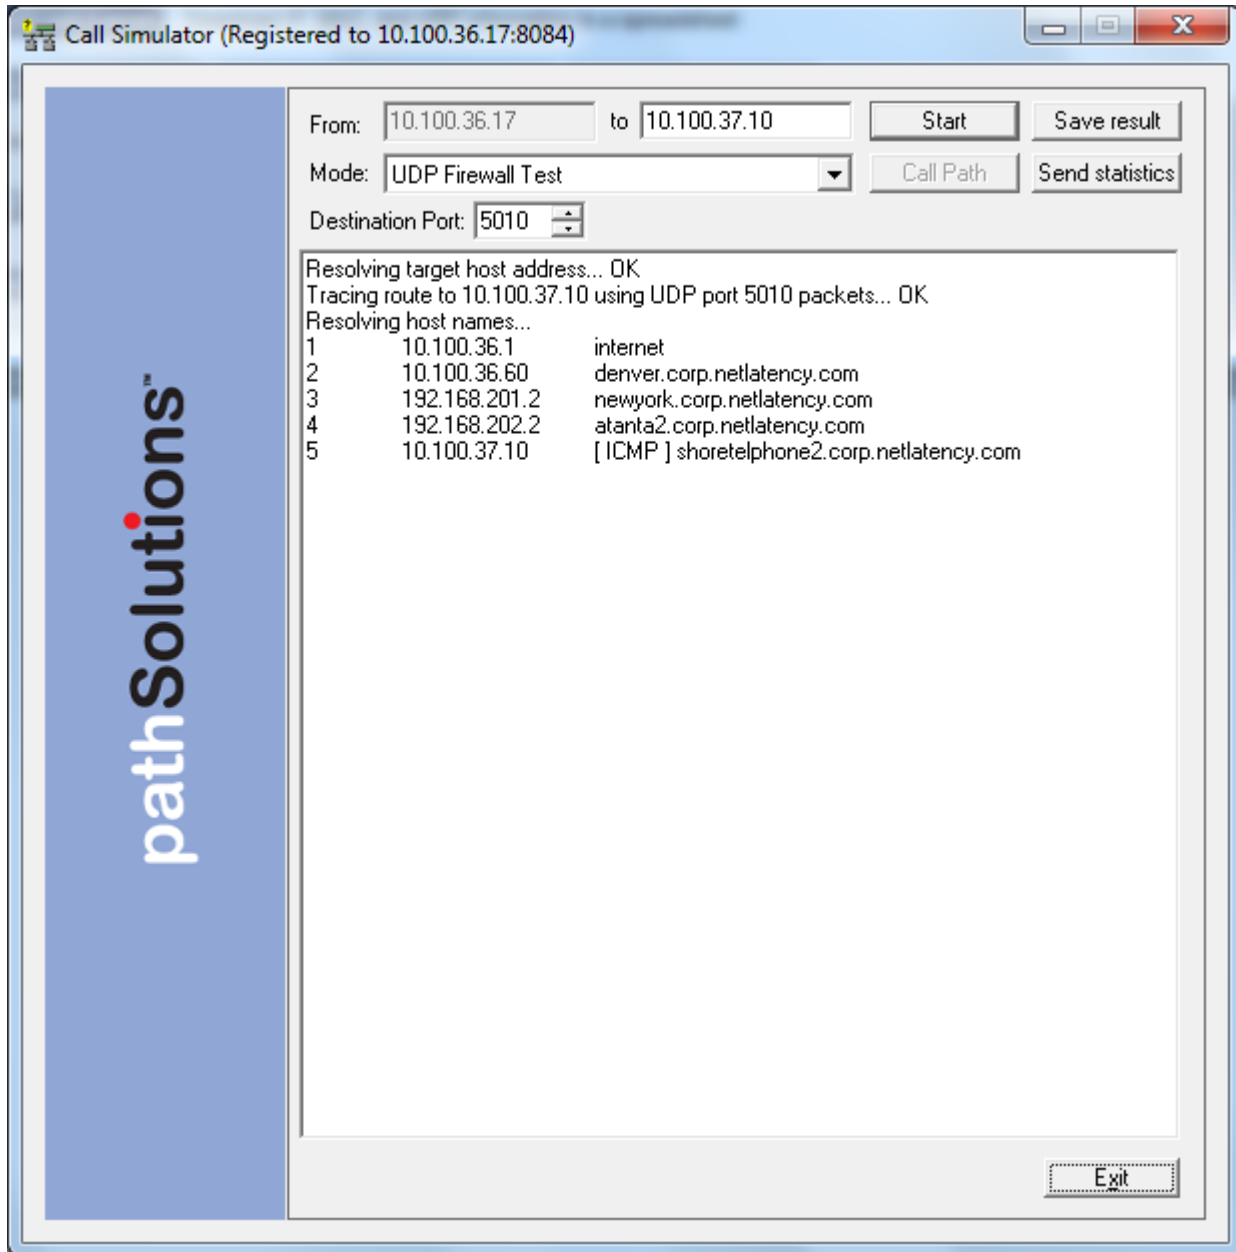 Call Simulator (Registered to 10.100.36.17:8084)
From: 10.100.36.17 to 10.100.37.10 Start Save result
Mode: UDP Firewall Test Call Path Send statistics
Destination Port: 5010
Resolving target host address... OK
Tracing route to 10.100.37.10 using UDP port 5010 packets... OK
Resolving host names...
1 10.100.36.1 internet
2 10.100.36.60 denver.corp.netlatency.com
3 192.168.201.2 newyork.corp.netlatency.com
4 192.168.202.2 atanta2.corp.netlatency.com
5 10.100.37.10 [ ICMP ] shoretelphone2.corp.netlatency.com
pathSolutions™
Exit